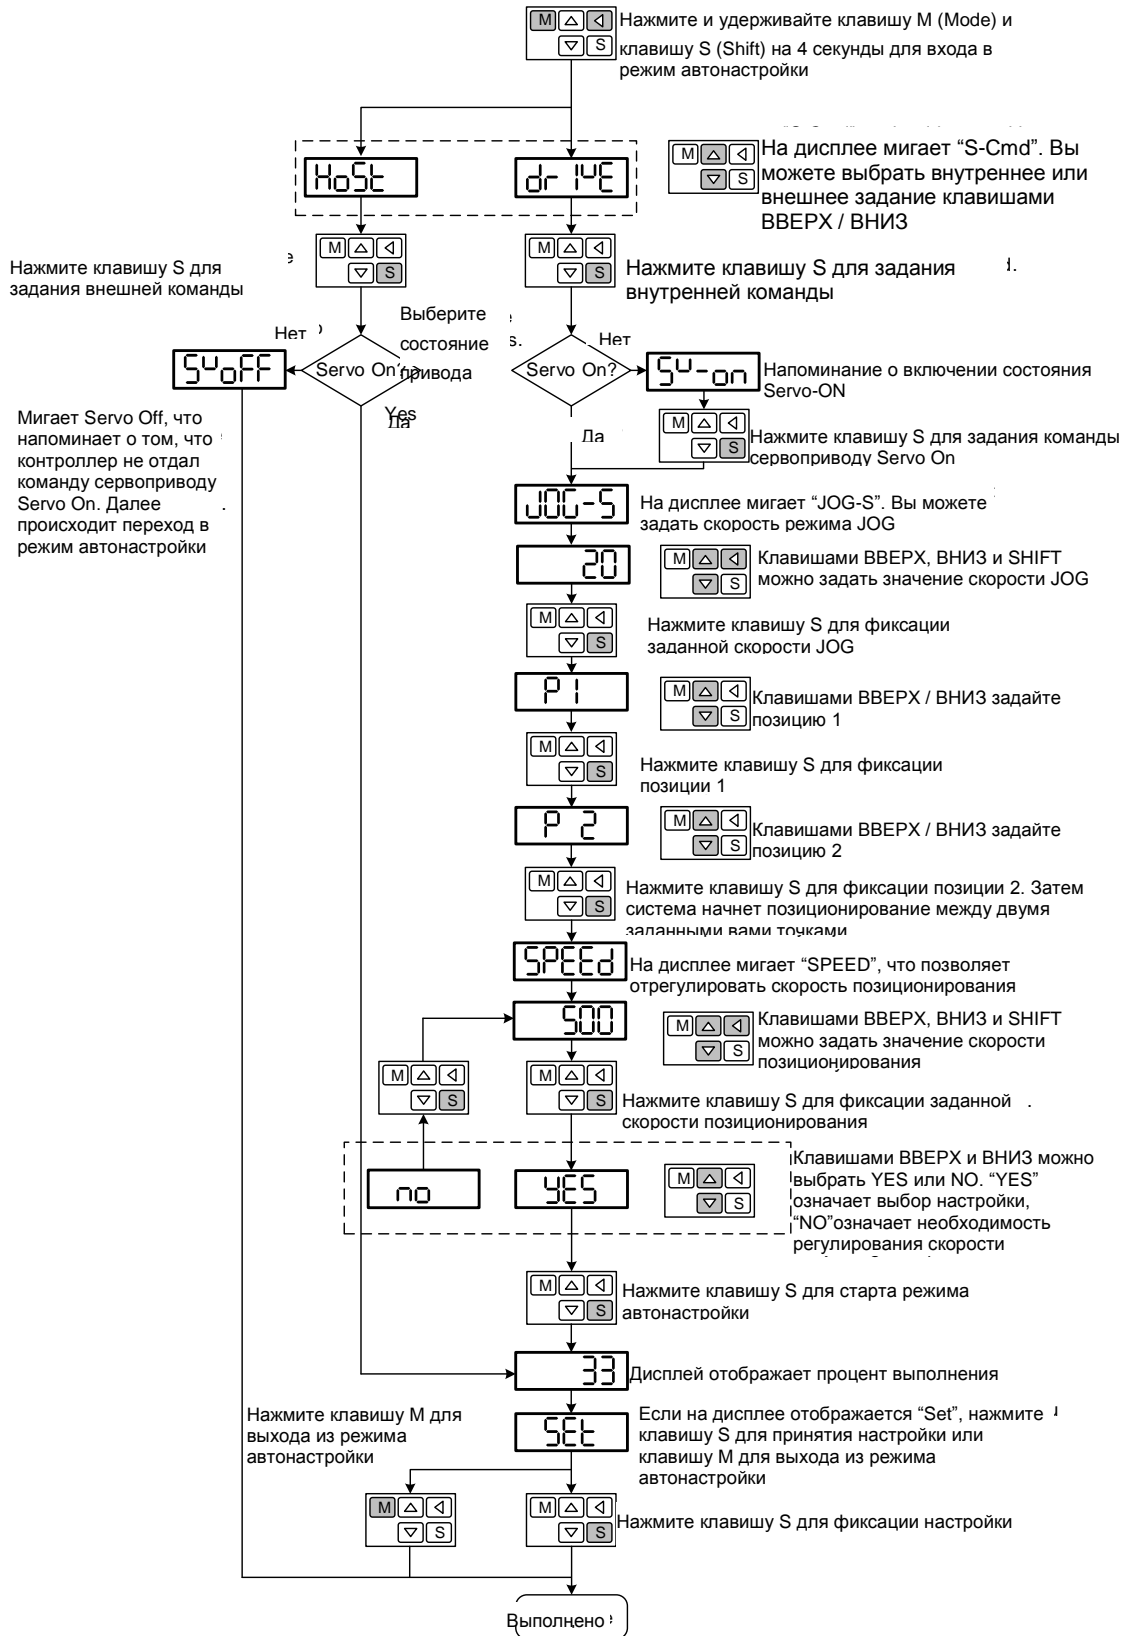 M S
Нажмите и удерживайте клавишу M (Mode) и
клавишу S (Shift) на 4 секунды для входа в
режим автонастройки
HoSt
driVE
M S
На дисплее мигает “S-Cmd”. Вы
можете выбрать внутреннее или
внешнее задание клавишами
ВВЕРХ / ВНИЗ
Нажмите клавишу S для
задания внешней команды
M S
M S
Нажмите клавишу S для задания
внутренней команды
Нет
Выберите
состояние
привода
Нет
SVoFF
Servo On?
Servo On?
SV-on
Напоминание о включении состояния
Servo-ON
Мигает Servo Off, что
напоминает о том, что
контроллер не отдал
команду сервоприводу
Servo On. Далее
происходит переход в
режим автонастройки
Yes
Да
Да
M S
Нажмите клавишу S для задания команды
сервоприводу Servo On
JOG-S
На дисплее мигает “JOG-S”. Вы можете
задать скорость режима JOG
20
M S
Клавишами ВВЕРХ, ВНИЗ и SHIFT
можно задать значение скорости JOG
M S
Нажмите клавишу S для фиксации
заданной скорости JOG
P1
M S
Клавишами ВВЕРХ / ВНИЗ задайте
позицию 1
M S
Нажмите клавишу S для фиксации
позиции 1
P 2
M S
Клавишами ВВЕРХ / ВНИЗ задайте
позицию 2
M S
Нажмите клавишу S для фиксации позиции 2. Затем
система начнет позиционирование между двумя
заданными вами точками
SPEEd
На дисплее мигает “SPEED”, что позволяет
отрегулировать скорость позиционирования
500
M S
Клавишами ВВЕРХ, ВНИЗ и SHIFT
можно задать значение скорости
позиционирования
M S
M S
Нажмите клавишу S для фиксации заданной
скорости позиционирования
no
YES
M S
Клавишами ВВЕРХ и ВНИЗ можно
выбрать YES или NO. “YES”
означает выбор настройки,
“NO”означает необходимость
регулирования скорости
M S
Нажмите клавишу S для старта режима
автонастройки
33
Дисплей отображает процент выполнения
Нажмите клавишу M для
выхода из режима
автонастройки
SEt
Если на дисплее отображается “Set”, нажмите
клавишу S для принятия настройки или
клавишу M для выхода из режима
автонастройки
M S
M S
Нажмите клавишу S для фиксации настройки
Выполнено